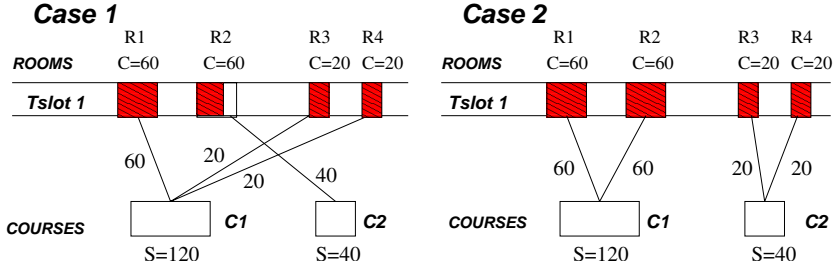 Case 1 Case 2
R1 R2 R3 R4 R1 R2 R3 R4
ROOMS C=60 C=60 C=20 C=20 ROOMS C=60 C=60 C=20 C=20
Tslot 1 Tslot 1
60 20 20 40 60 60 20 20
COURSES C1 C2 COURSES C1 C2
S=120 S=40 S=120 S=40